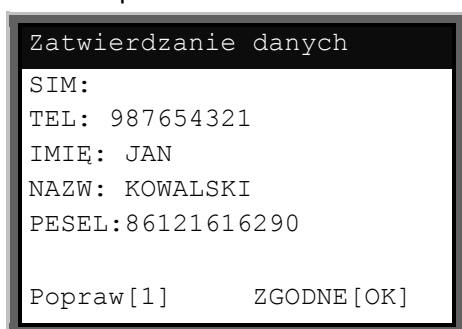 Zatwierdzanie danych
SIM:
TEL: 987654321
IMIĘ: JAN
NAZW: KOWALSKI
PESEL:86121616290
Popraw[1] ZGODNE[OK]